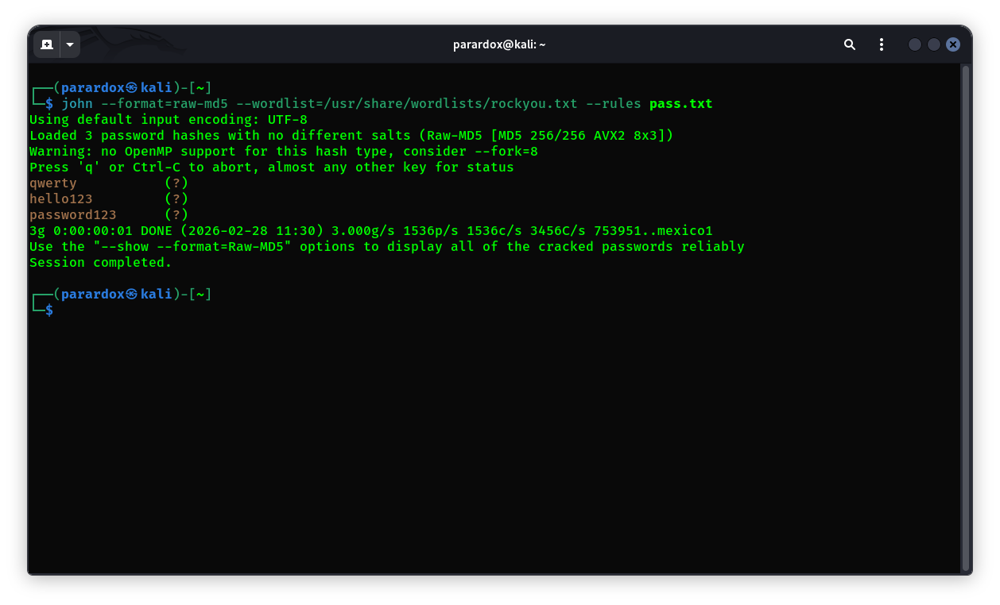 parardox@kali: ~
┌──(parardox㉿kali)-[~]
└─$ john --format=raw-md5 --wordlist=/usr/share/wordlists/rockyou.txt --rules pass.txt
Using default input encoding: UTF-8
Loaded 3 password hashes with no different salts (Raw-MD5 [MD5 256/256 AVX2 8x3])
Warning: no OpenMP support for this hash type, consider --fork=8
Press 'q' or Ctrl-C to abort, almost any other key for status
qwerty           (?)
hello123         (?)
password123      (?)
3g 0:00:00:01 DONE (2026-02-28 11:30) 3.000g/s 1536p/s 1536c/s 3456C/s 753951..mexico1
Use the "--show --format=Raw-MD5" options to display all of the cracked passwords reliably
Session completed.
┌──(parardox㉿kali)-[~]
└─$